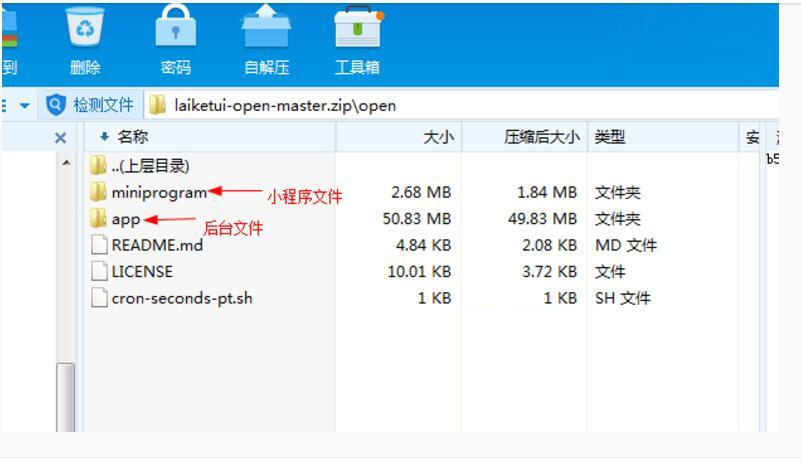 到 删除 密码 自解压 工具箱
检测文件 laiketui-open-master.zip\open
名称 大小 压缩后大小 类型 安
..(上层目录)
miniprogram 小程序文件 2.68 MB 1.84 MB 文件夹
app 后台文件 50.83 MB 49.83 MB 文件夹
README.md 4.84 KB 2.08 KB MD 文件
LICENSE 10.01 KB 3.72 KB 文件
cron-seconds-pt.sh 1 KB 1 KB SH 文件